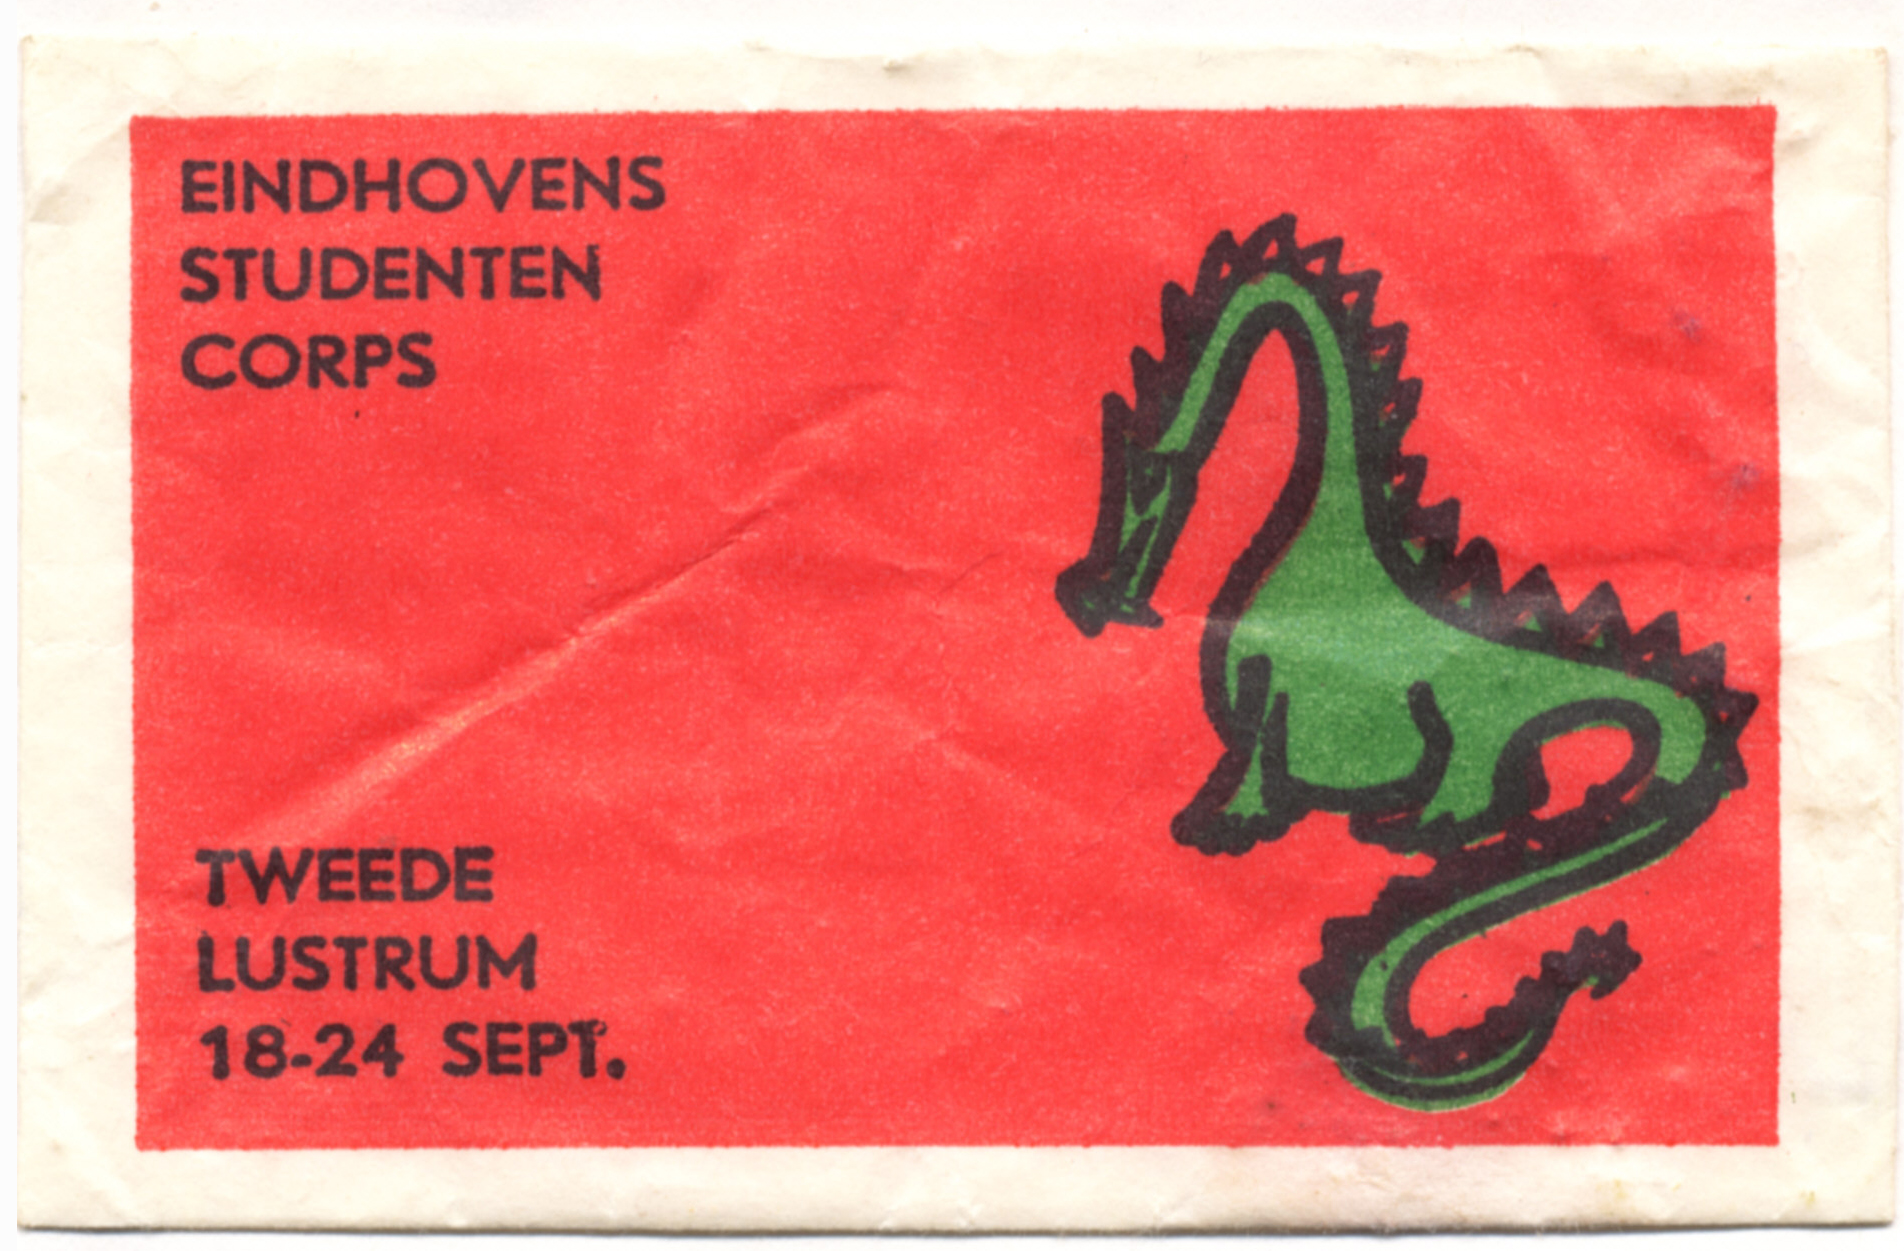 EINDHOVENS
STUDENTEN
CORPS
TWEEDE
LUSTRUM
18-24 SEPT.